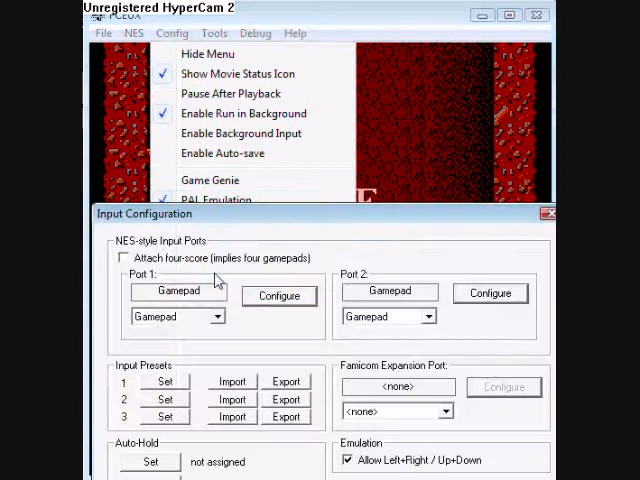 Unregistered HyperCam 2
FCEUX
File NES Config Tools Debug Help
Hide Menu
Show Movie Status Icon
Pause After Playback
Enable Run in Background
Enable Background Input
Enable Auto-save
Game Genie
PAL Emulation
Input Configuration
NES-style Input Ports
Attach four-score (implies four gamepads)
Port 1:
Gamepad
Configure
Gamepad
Port 2:
Gamepad
Configure
Gamepad
Input Presets
1 Set Import Export
2 Set Import Export
3 Set Import Export
Famicom Expansion Port:
<none>
Configure
<none>
Auto-Hold
Set not assigned
Emulation
Allow Left+Right / Up+Down